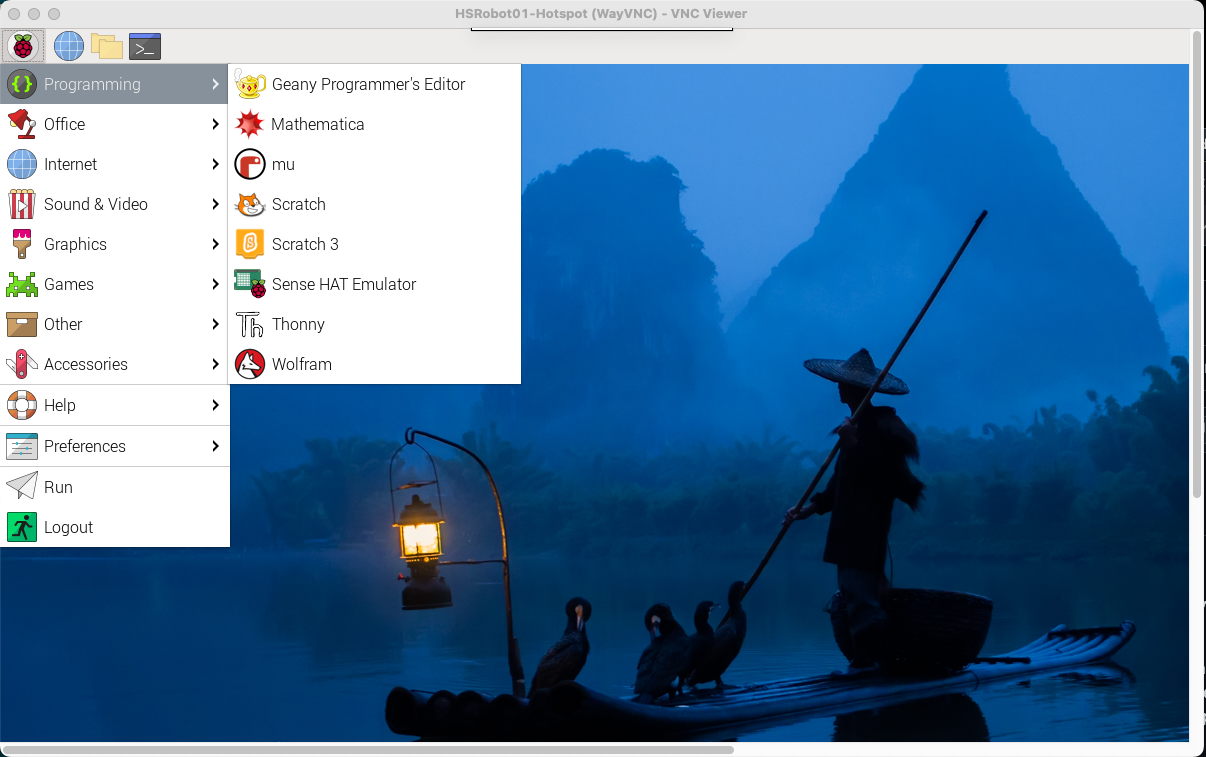 HSRobot01-Hotspot (WayVNC) - VNC Viewer
>_
Programming
Office
Internet
Sound & Video
Graphics
Games
Other
Accessories
Help
Preferences
Run
Logout
Geany Programmer's Editor
Mathematica
mu
Scratch
Scratch 3
Sense HAT Emulator
Th Thonny
Wolfram